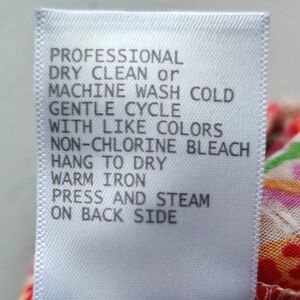 PROFESSIONAL
DRY CLEAN or
MACHINE WASH COLD
GENTLE CYCLE
WITH LIKE COLORS
NON-CHLORINE BLEACH
HANG TO DRY
WARM IRON
PRESS AND STEAM
ON BACK SIDE